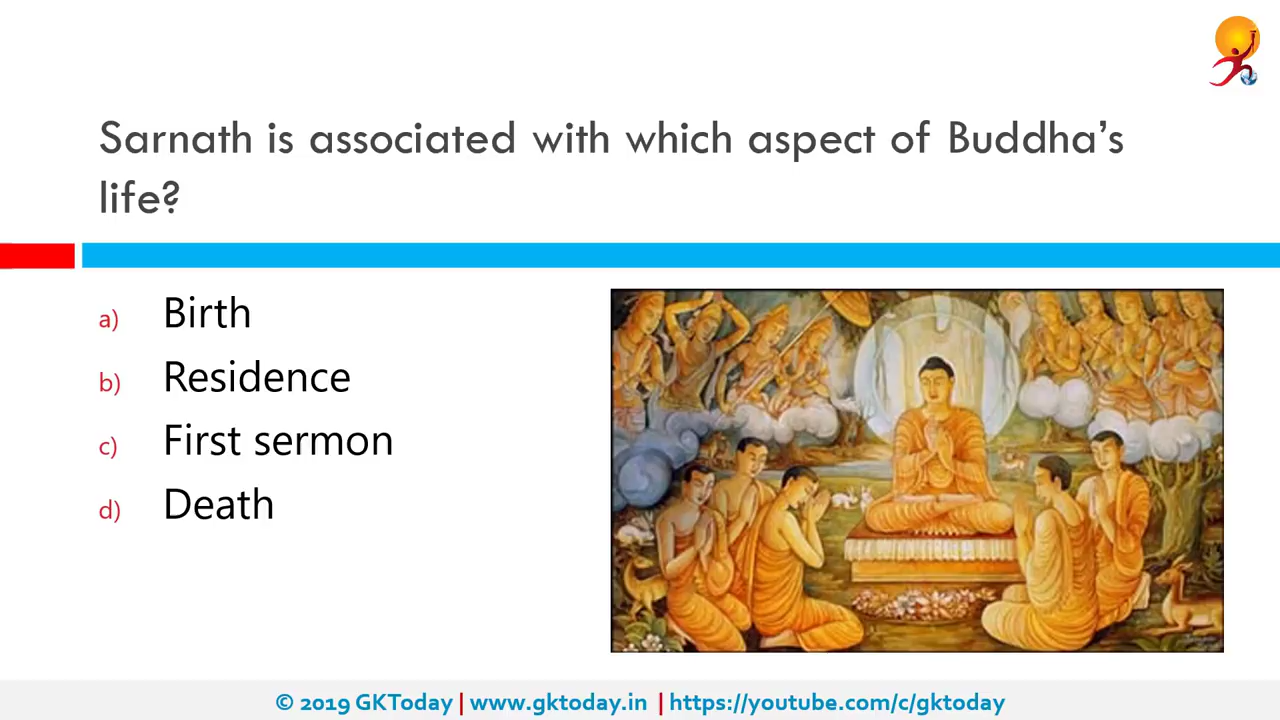 Sarnath is associated with which aspect of Buddha’s
life?
a) Birth
b) Residence
c) First sermon
d) Death
© 2019 GKToday | www.gktoday.in | https://youtube.com/c/gktoday